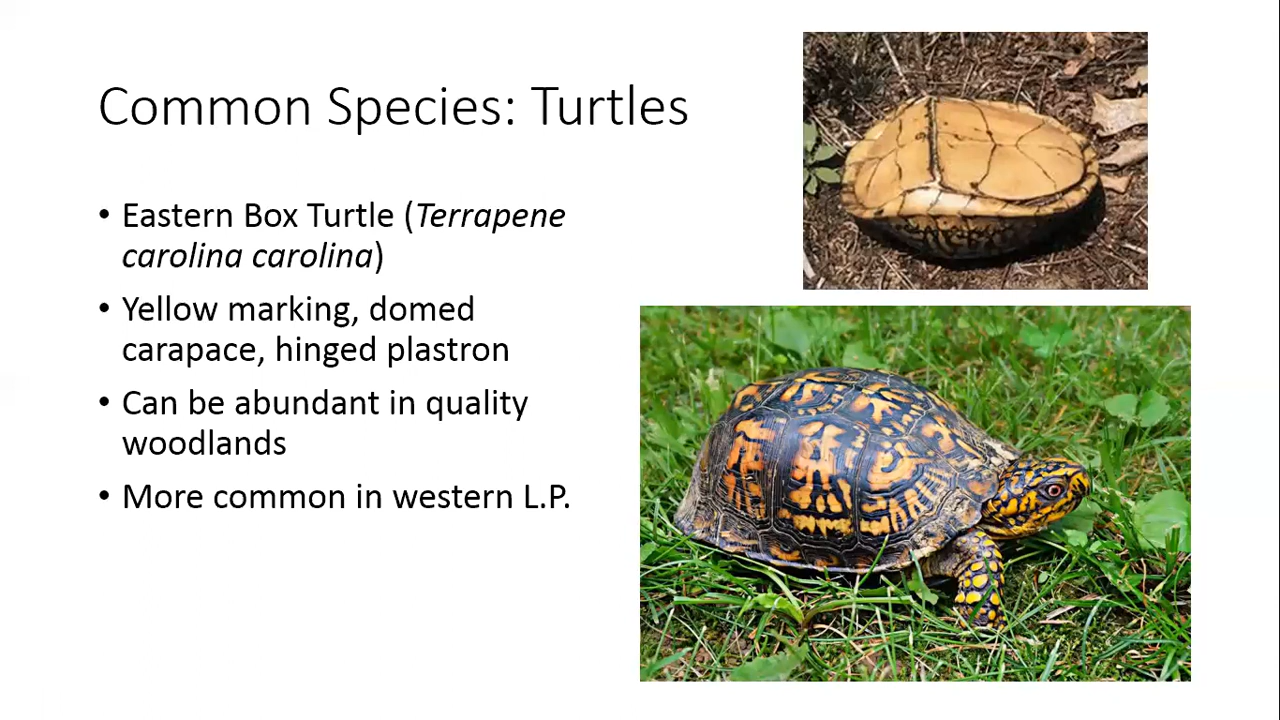 Common Species: Turtles
• Eastern Box Turtle (Terrapene
carolina carolina)
• Yellow marking, domed
carapace, hinged plastron
• Can be abundant in quality
woodlands
• More common in western L.P.